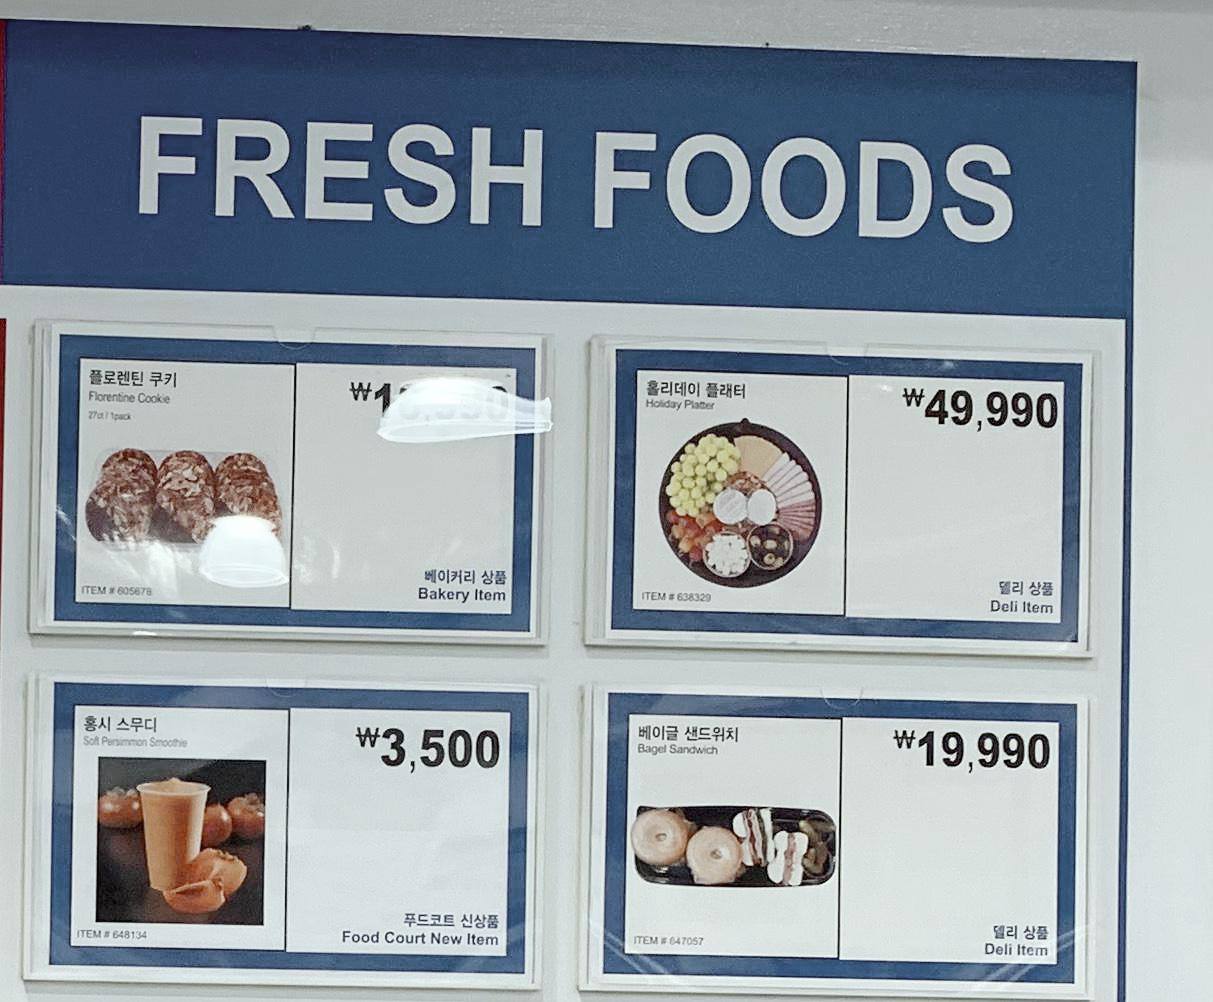 FRESH FOODS
플로렌틴 쿠키
Florentine Cookie
27ct / 1pack
ITEM # 605678
베이커리 상품
Bakery Item
홀리데이 플래터
Holiday Platter
₩49,990
ITEM # 638329
델리 상품
Deli Item
홍시 스무디
Soft Persimmon Smoothie
₩3,500
ITEM # 648134
푸드코트 신상품
Food Court New Item
베이글 샌드위치
Bagel Sandwich
₩19,990
ITEM # 647057
델리 상품
Deli Item